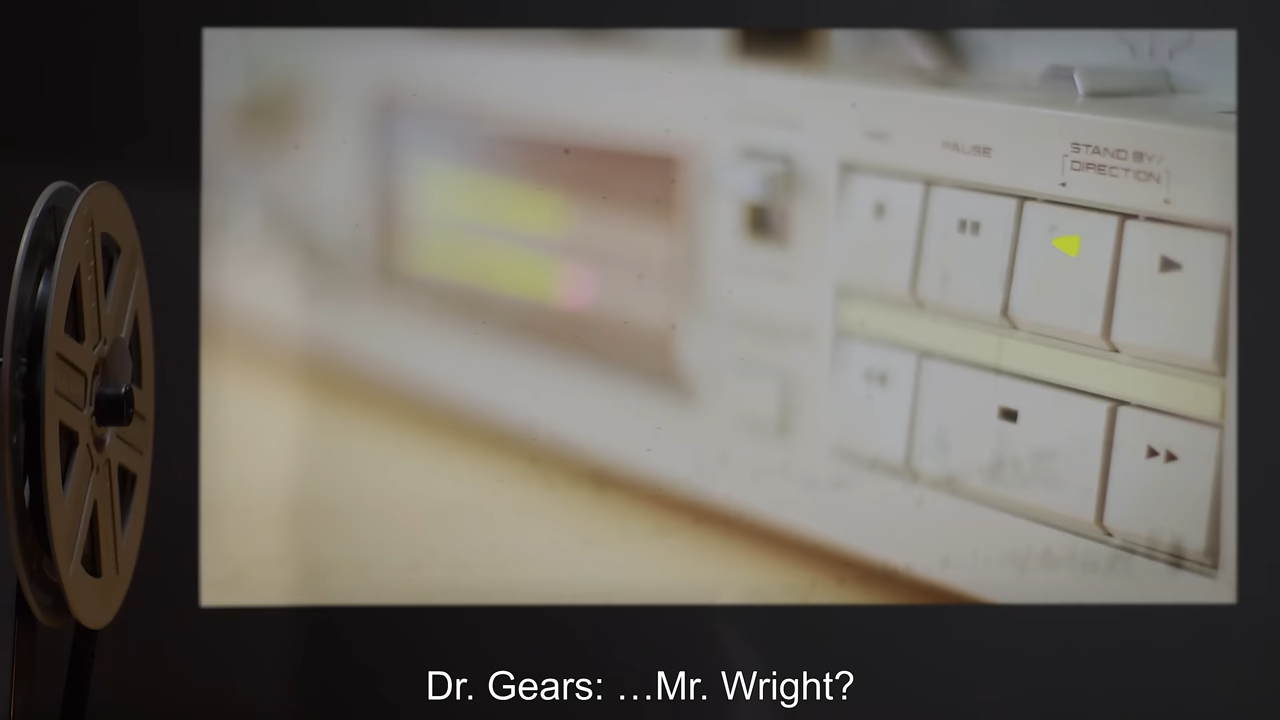 PAUSE
STAND BY/
DIRECTION
Dr. Gears: …Mr. Wright?